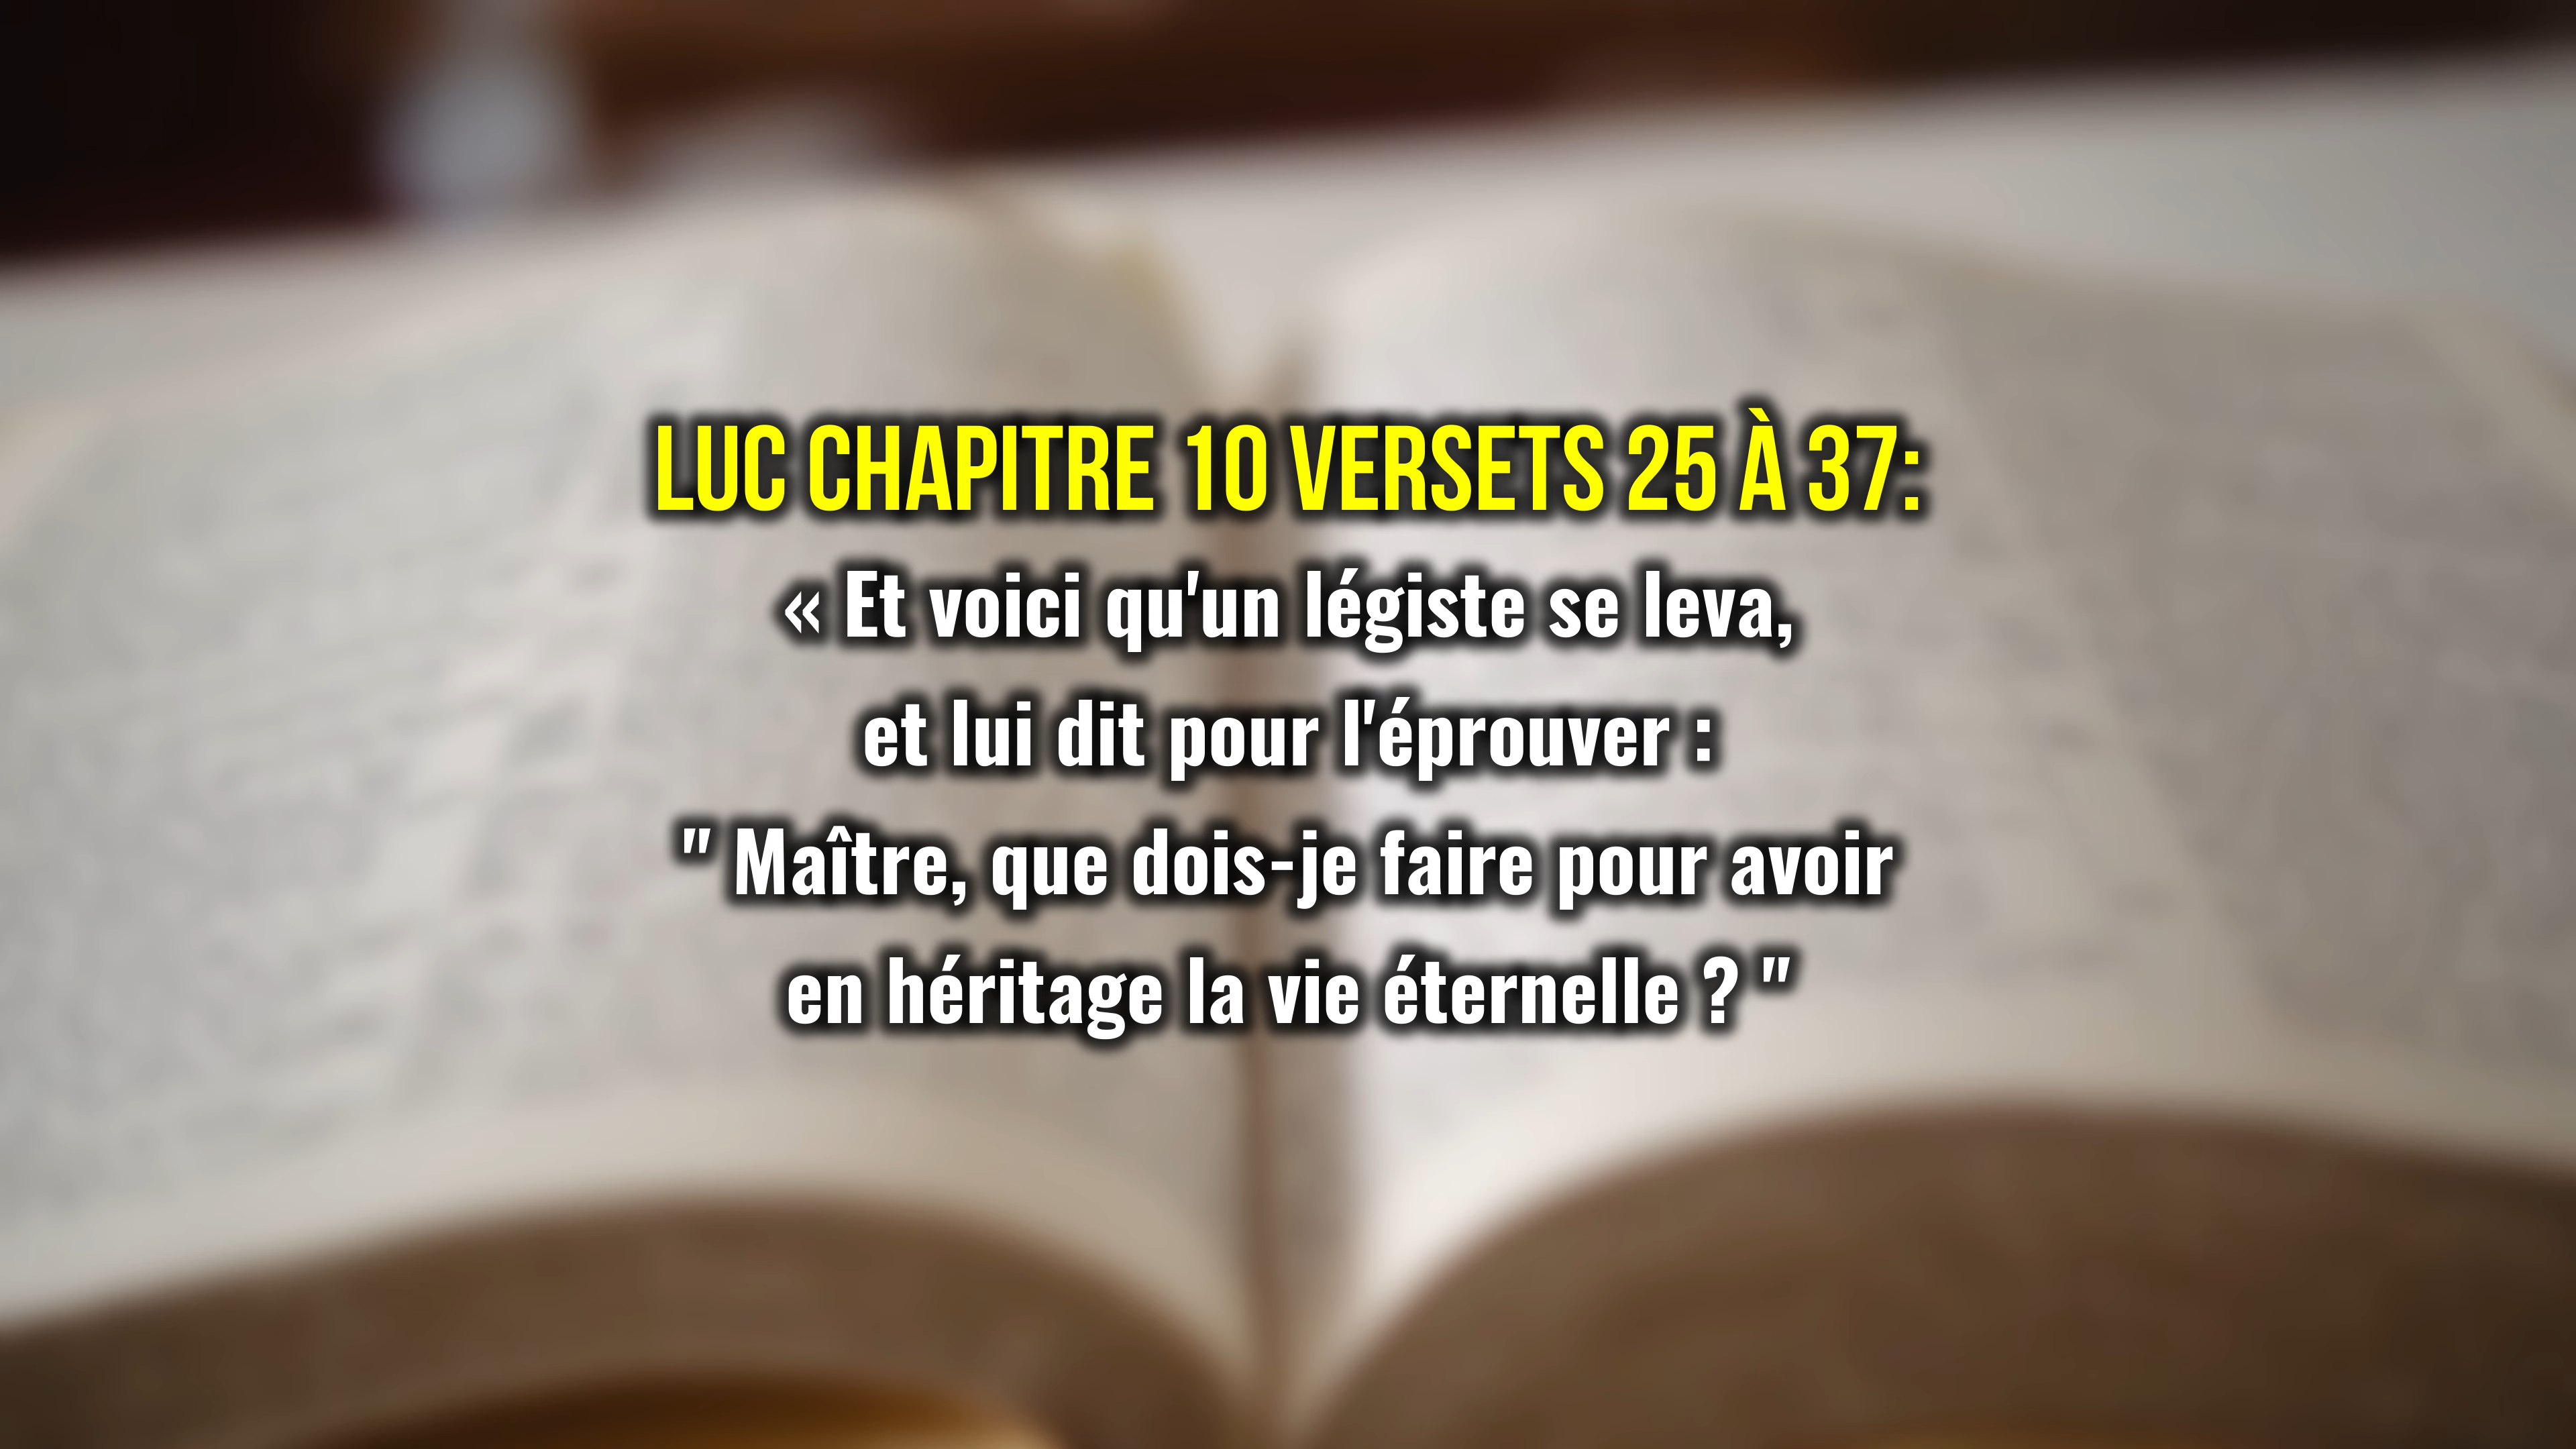 LUC CHAPITRE 10 VERSETS 25 À 37:
« Et voici qu'un légiste se leva,
et lui dit pour l'éprouver :
" Maître, que dois-je faire pour avoir
en héritage la vie éternelle ? "